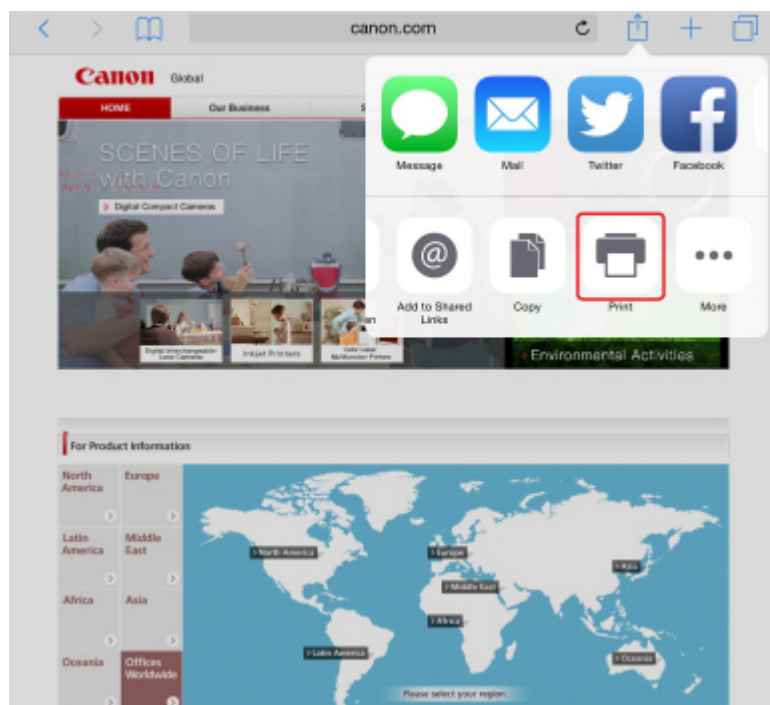 canon.com
Canon Global
HOME
Our Business
SCENES OF LIFE
with Canon
Digital Compact Cameras
Message
Mail
Twitter
Facebook
Add to Shared
Links
Copy
Print
More
Digital Interchangeable-
Lens Cameras
Inkjet Printers
Color Laser
Multifunction Printers
Environmental Activities
For Product Information
North
America
Europe
Latin
America
Middle
East
Africa
Asia
Oceania
Offices
Worldwide
North America
Europe
Asia
Middle East
Africa
Latin America
Oceania
Please select your region.